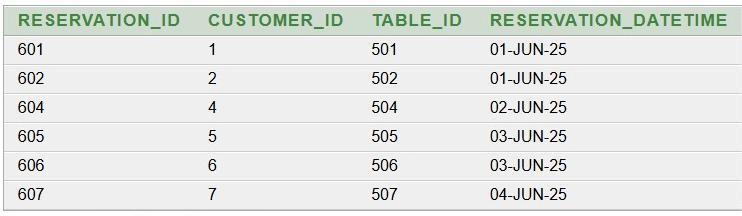 RESERVATION_ID CUSTOMER_ID TABLE_ID RESERVATION_DATETIME
601 1 501 01-JUN-25
602 2 502 01-JUN-25
604 4 504 02-JUN-25
605 5 505 03-JUN-25
606 6 506 03-JUN-25
607 7 507 04-JUN-25